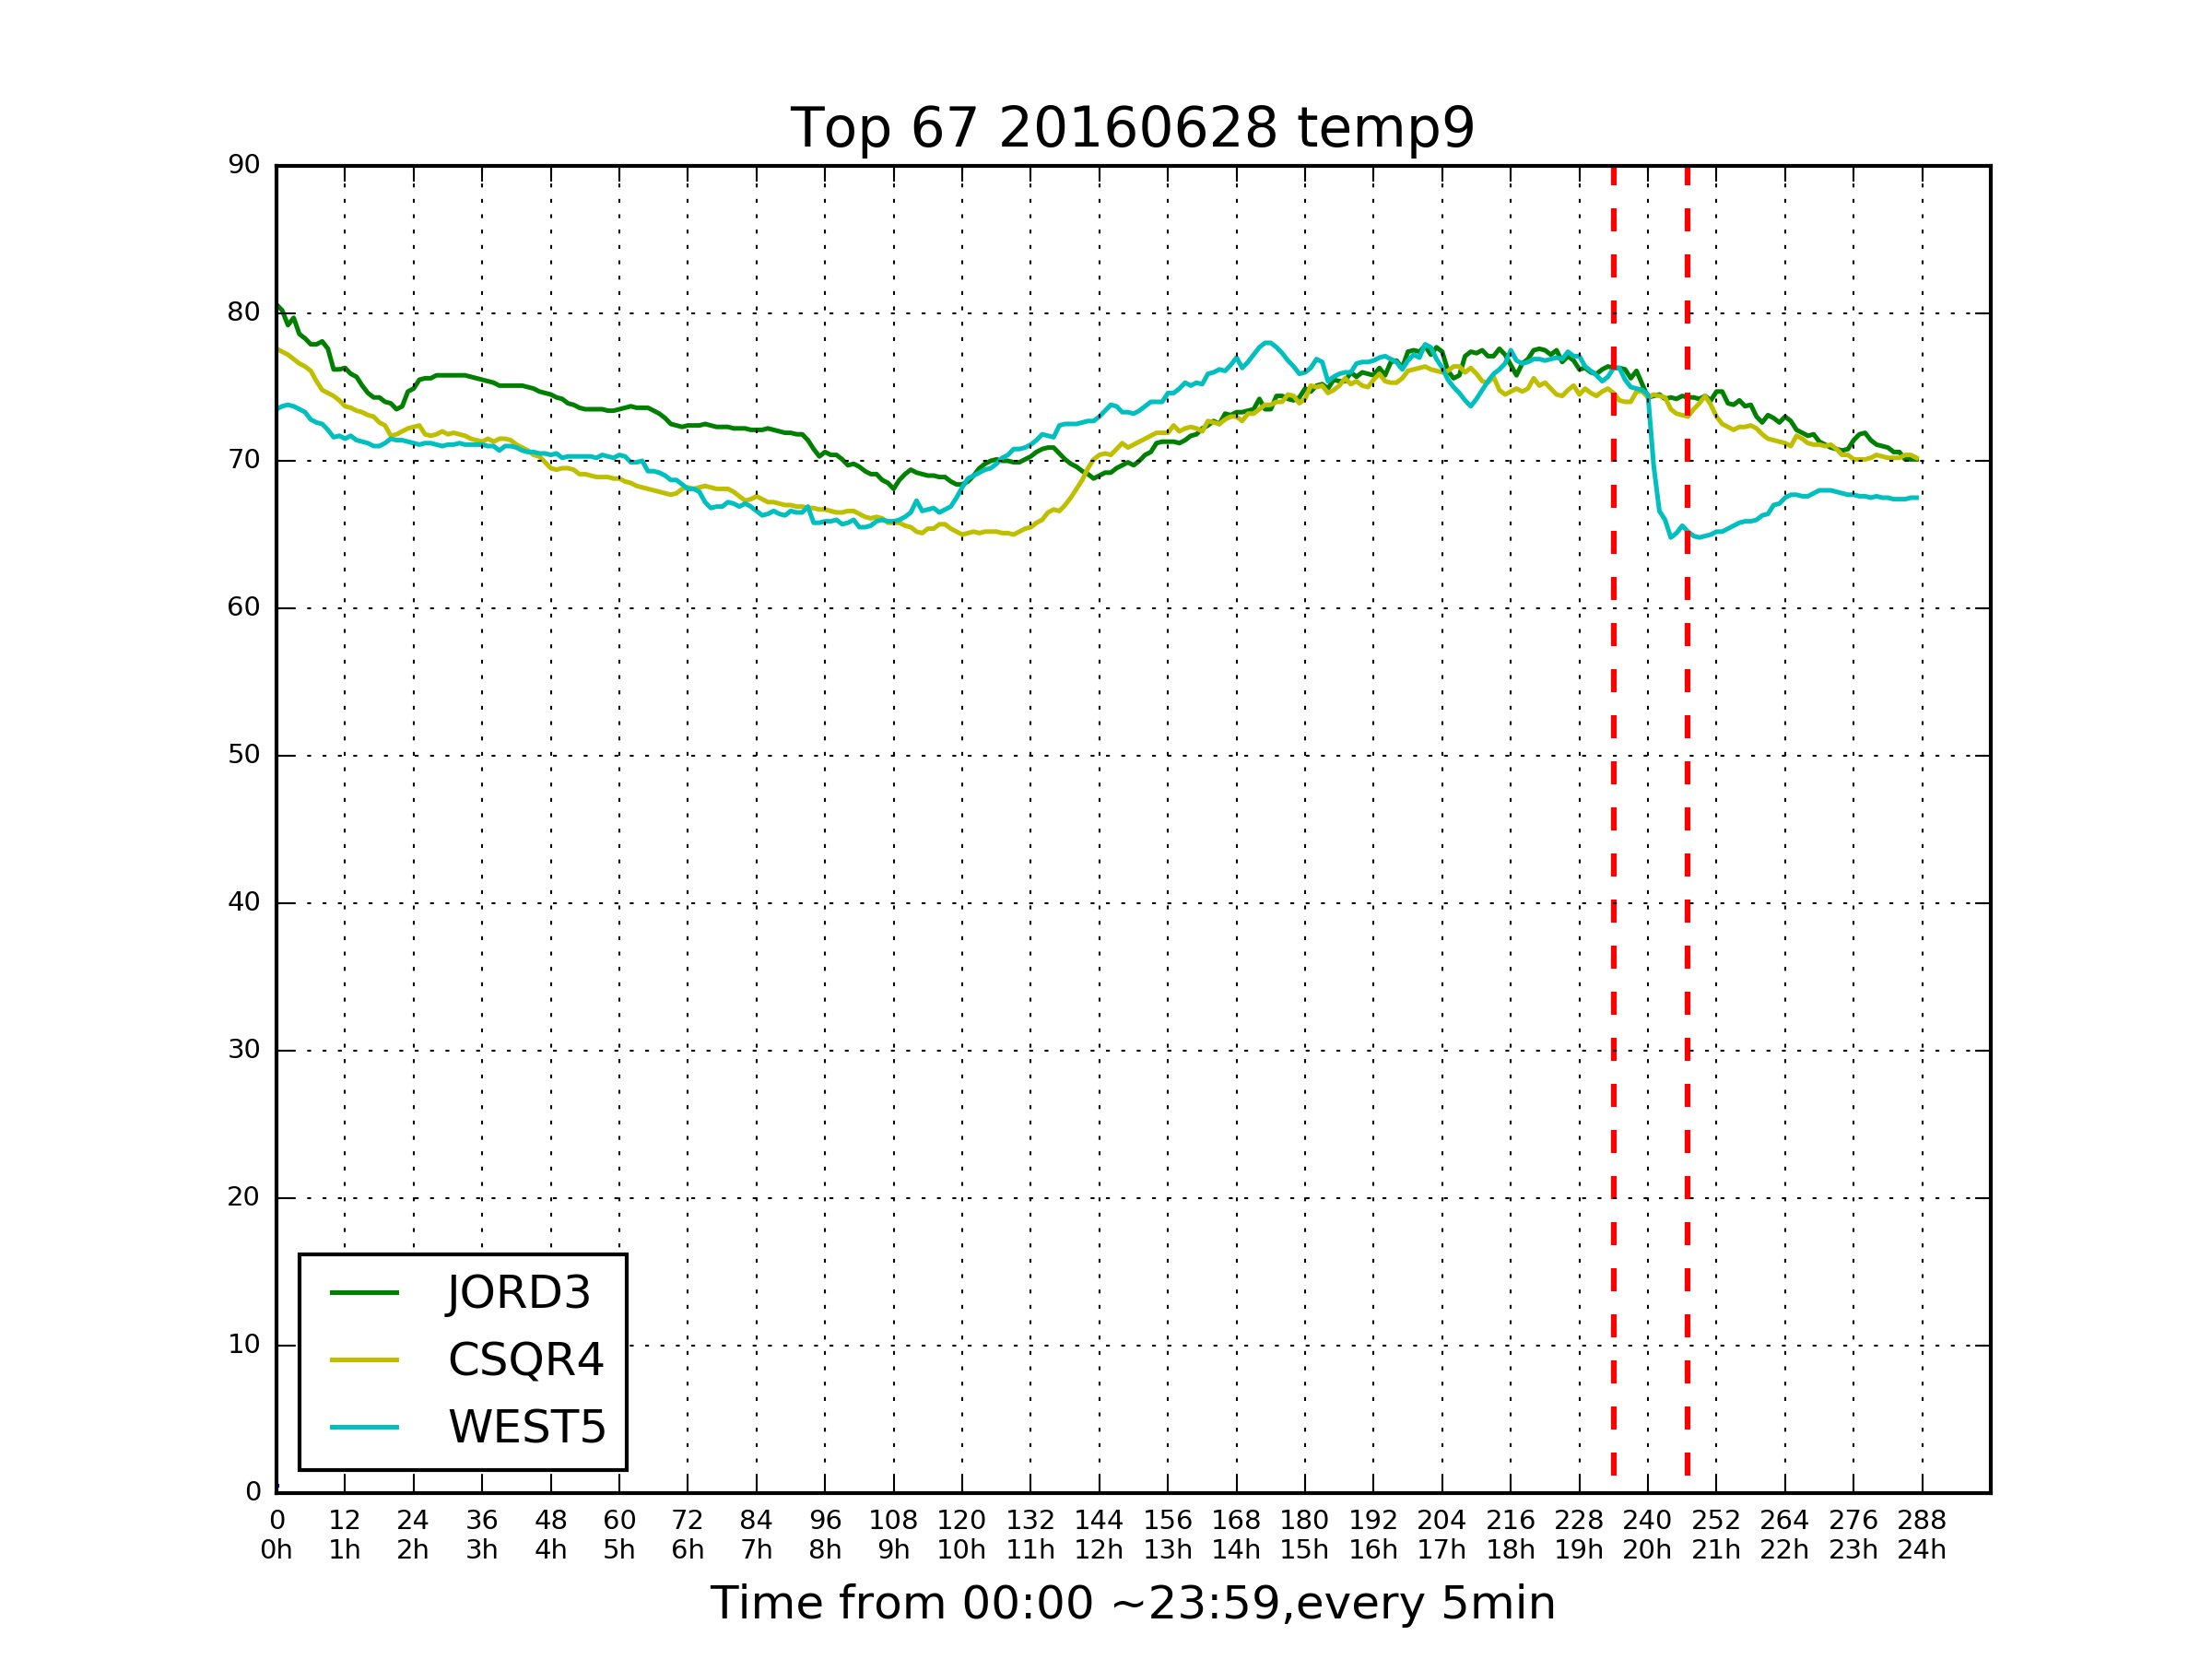 Top 67 20160628 temp9
90
80
70
60
50
40
30
20
10
0
JORD3
CSQR4
WEST5
0 12 24 36 48 60 72 84 96 108 120 132 144 156 168 180 192 204 216 228 240 252 264 276 288
0h 1h 2h 3h 4h 5h 6h 7h 8h 9h 10h 11h 12h 13h 14h 15h 16h 17h 18h 19h 20h 21h 22h 23h 24h
Time from 00:00 ~23:59,every 5min